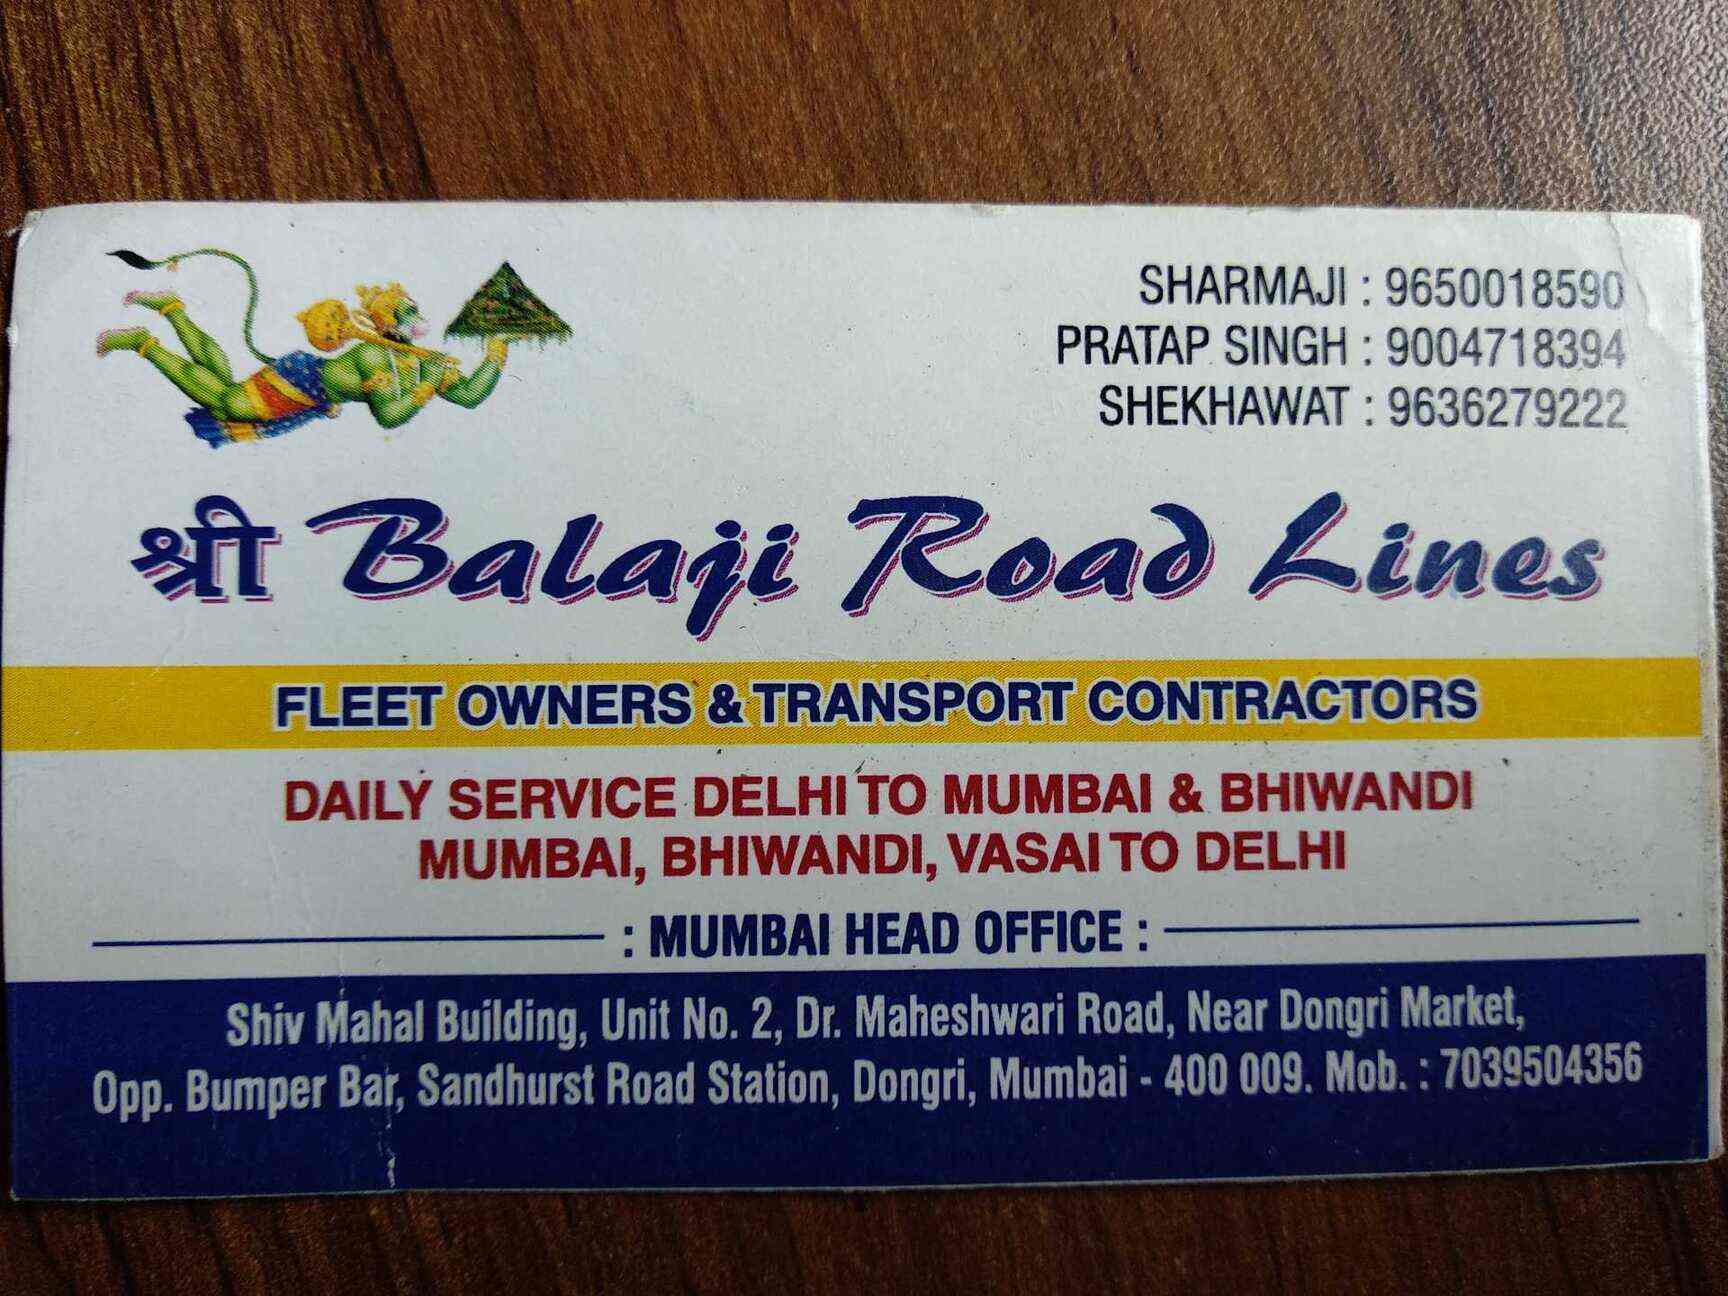 SHARMAJI : 9650018590
PRATAP SINGH : 9004718394
SHEKHAWAT : 9636279222
श्री Balaji Road Lines
FLEET OWNERS & TRANSPORT CONTRACTORS
DAILY SERVICE DELHI TO MUMBAI & BHIWANDI
MUMBAI, BHIWANDI, VASAI TO DELHI
: MUMBAI HEAD OFFICE :
Shiv Mahal Building, Unit No. 2, Dr. Maheshwari Road, Near Dongri Market,
Opp. Bumper Bar, Sandhurst Road Station, Dongri, Mumbai - 400 009. Mob. : 7039504356